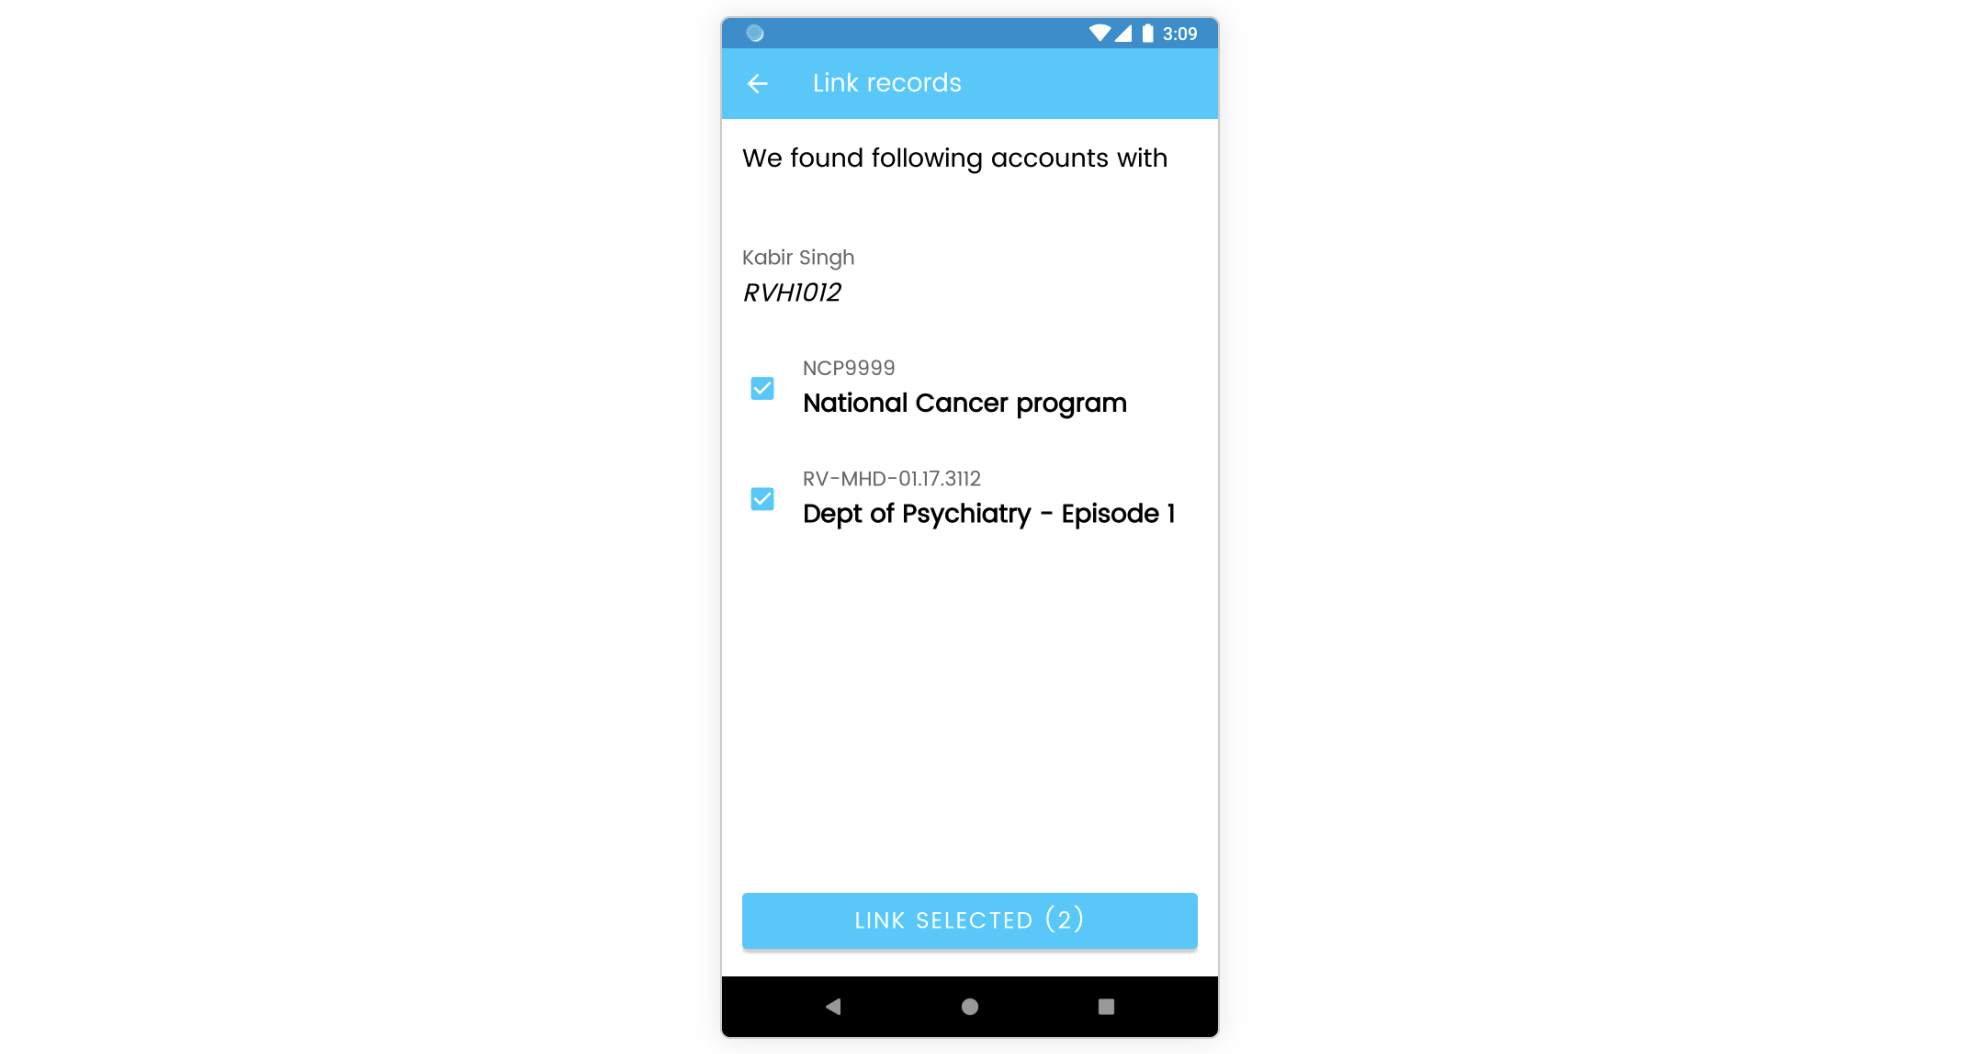 3:09
Link records
We found following accounts with
Kabir Singh
RVH1012
NCP9999
National Cancer program
RV-MHD-01.17.3112
Dept of Psychiatry - Episode 1
LINK SELECTED (2)